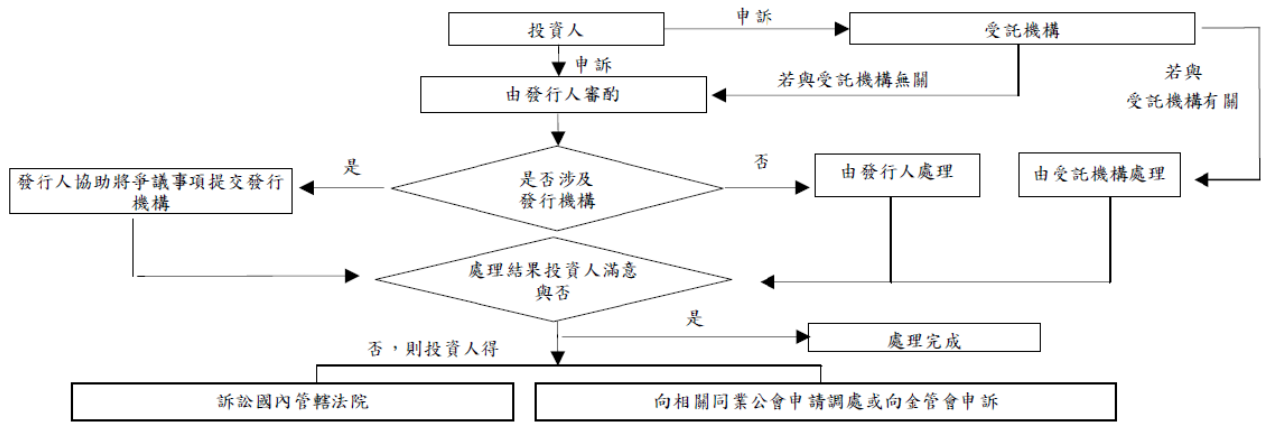 申訴
投資人
受託機構
申訴
若與受託機構無關
若與
受託機構有關
由發行人審酌
是
否
發行人協助將爭議事項提交發行
機構
是否涉及
發行機構
由發行人處理
由受託機構處理
處理結果投資人滿意
與否
是
否，則投資人得
處理完成
訴訟國內管轄法院
向相關同業公會申請調處或向金管會申訴